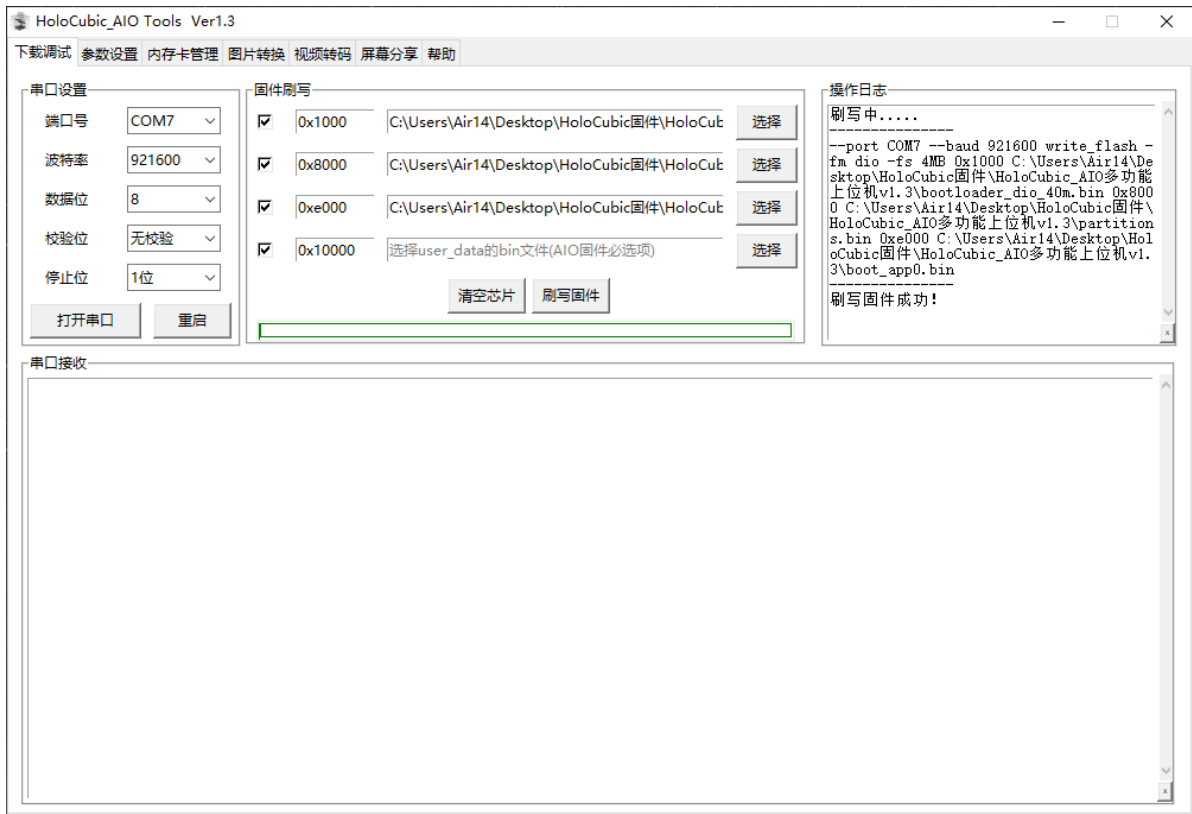 HoloCubic_AIO Tools  Ver1.3
下载调试 参数设置 内存卡管理 图片转换 视频转码 屏幕分享 帮助
串口设置
端口号 COM7
波特率 921600
数据位 8
校验位 无校验
停止位 1位
打开串口 重启
固件刷写
0x1000 C:\Users\Air14\Desktop\HoloCubic固件\HoloCub 选择
0x8000 C:\Users\Air14\Desktop\HoloCubic固件\HoloCub 选择
0xe000 C:\Users\Air14\Desktop\HoloCubic固件\HoloCub 选择
0x10000 选择user_data的bin文件(AIO固件必选项) 选择
清空芯片 刷写固件
操作日志
刷写中.....
---------------
--port COM7 --baud 921600 write_flash -
fm dio -fs 4MB 0x1000 C:\Users\Air14\De
sktop\HoloCubic固件\HoloCubic_AIO多功能
上位机v1.3\bootloader_dio_40m.bin 0x800
0 C:\Users\Air14\Desktop\HoloCubic固件\
HoloCubic_AIO多功能上位机v1.3\partition
s.bin 0xe000 C:\Users\Air14\Desktop\Hol
oCubic固件\HoloCubic_AIO多功能上位机v1.
3\boot_app0.bin
---------------
刷写固件成功!
x
串口接收
x